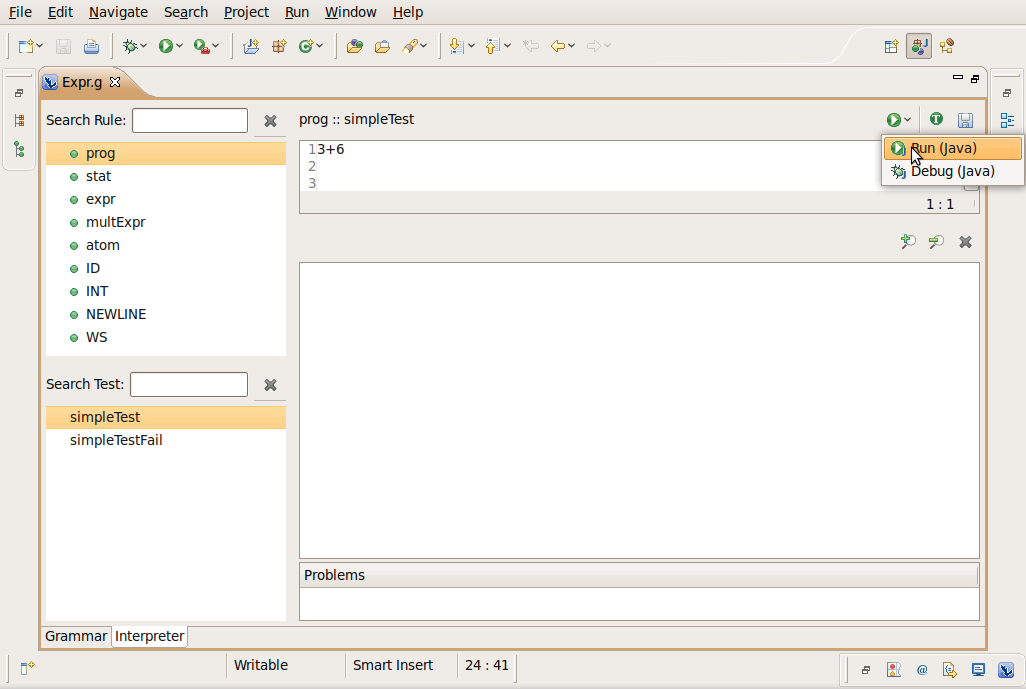 File Edit Navigate Search Project Run Window Help
Expr.g
Search Rule:
prog :: simpleTest
prog
stat
expr
multExpr
atom
ID
INT
NEWLINE
WS
1 3+6
2
3
1 : 1
Run (Java)
Debug (Java)
Search Test:
simpleTest
simpleTestFail
Problems
Grammar Interpreter
Writable Smart Insert 24 : 41